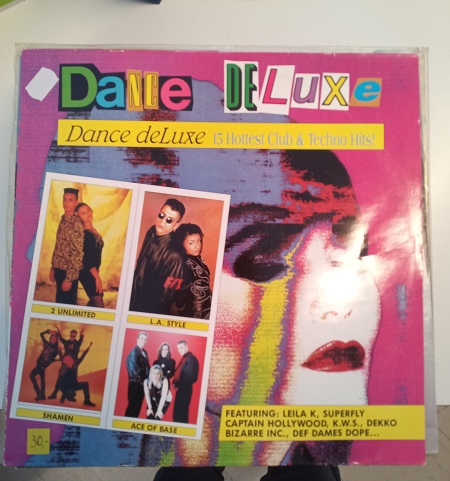 Dance DeLuxe
Dance deLuxe 15 Hottest Club & Techno Hits!
2 UNLIMITED
L.A. STYLE
SHAMEN
ACE OF BASE
30,-
FEATURING: LEILA K, SUPERFLY
CAPTAIN HOLLYWOOD, K.W.S., DEKKO
BIZARRE INC., DEF DAMES DOPE...